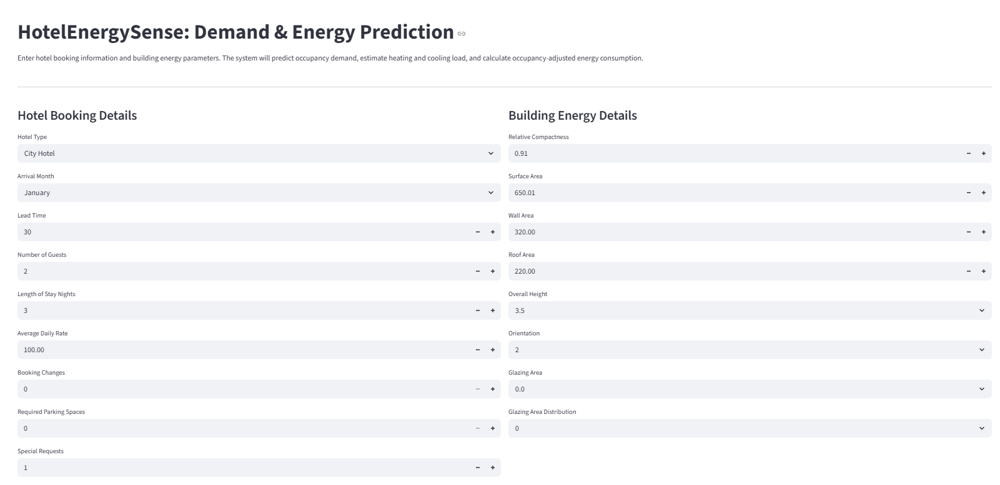 HotelEnergySense: Demand & Energy Prediction
Enter hotel booking information and building energy parameters. The system will predict occupancy demand, estimate heating and cooling load, and calculate occupancy-adjusted energy consumption.
Hotel Booking Details
Hotel Type
City Hotel
Arrival Month
January
Lead Time
30
Number of Guests
2
Length of Stay Nights
3
Average Daily Rate
100.00
Booking Changes
0
Required Parking Spaces
0
Special Requests
1
Building Energy Details
Relative Compactness
0.91
Surface Area
650.01
Wall Area
320.00
Roof Area
220.00
Overall Height
3.5
Orientation
2
Glazing Area
0.0
Glazing Area Distribution
0